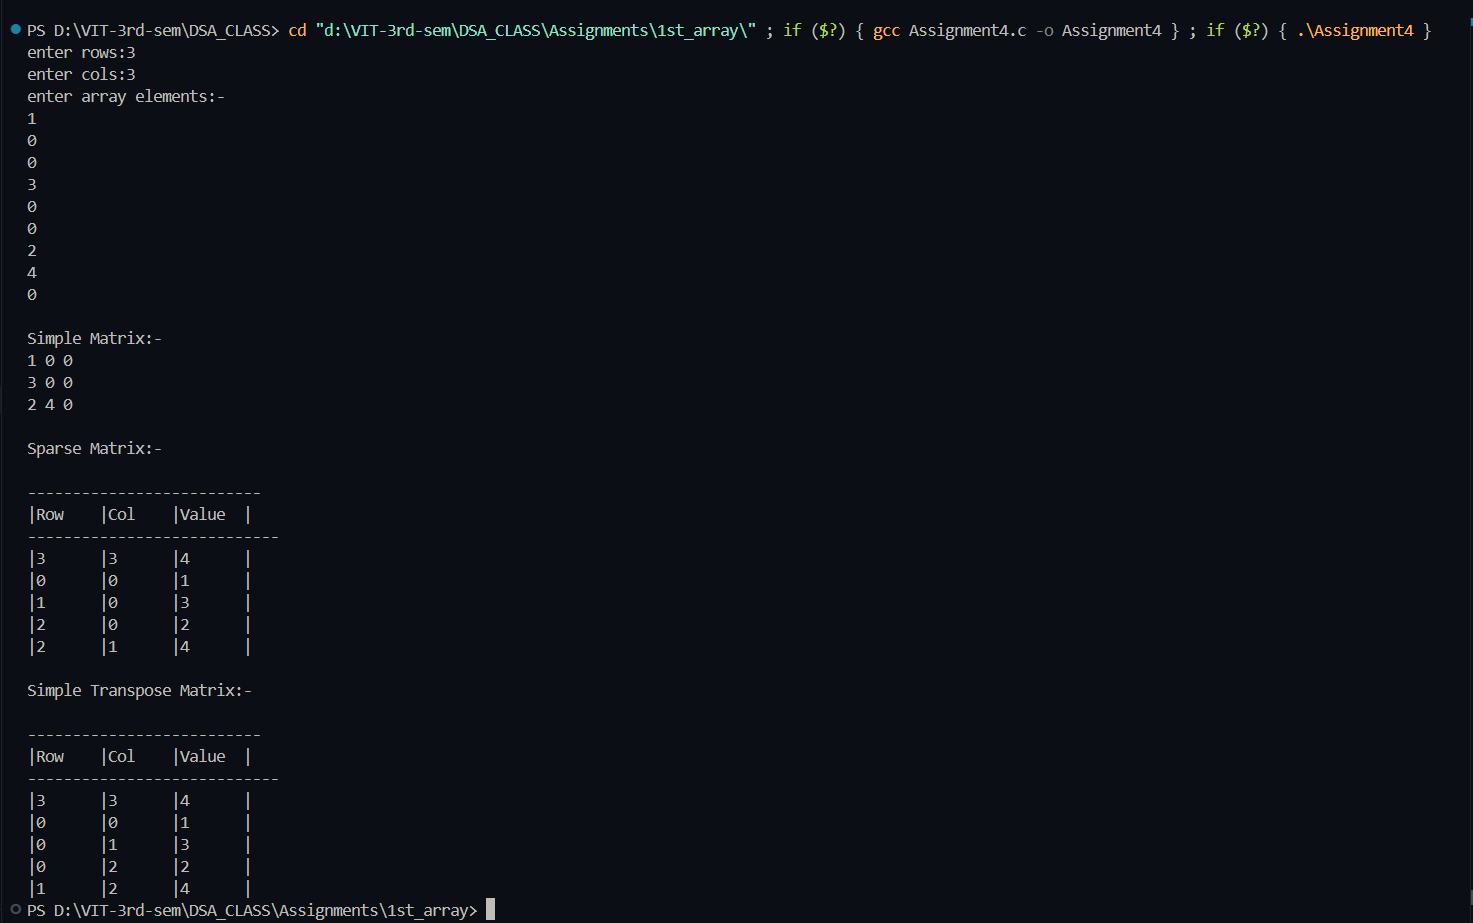 PS D:\VIT-3rd-sem\DSA_CLASS> cd "d:\VIT-3rd-sem\DSA_CLASS\Assignments\1st_array\" ; if ($?) { gcc Assignment4.c -o Assignment4 } ; if ($?) { .\Assignment4 }
enter rows:3
enter cols:3
enter array elements:-
1
0
0
3
0
0
2
4
0
Simple Matrix:-
1 0 0
3 0 0
2 4 0
Sparse Matrix:-
--------------------------
|Row    |Col    |Value  |
----------------------------
|3      |3      |4      |
|0      |0      |1      |
|1      |0      |3      |
|2      |0      |2      |
|2      |1      |4      |
Simple Transpose Matrix:-
--------------------------
|Row    |Col    |Value  |
----------------------------
|3      |3      |4      |
|0      |0      |1      |
|0      |1      |3      |
|0      |2      |2      |
|1      |2      |4      |
PS D:\VIT-3rd-sem\DSA_CLASS\Assignments\1st_array>